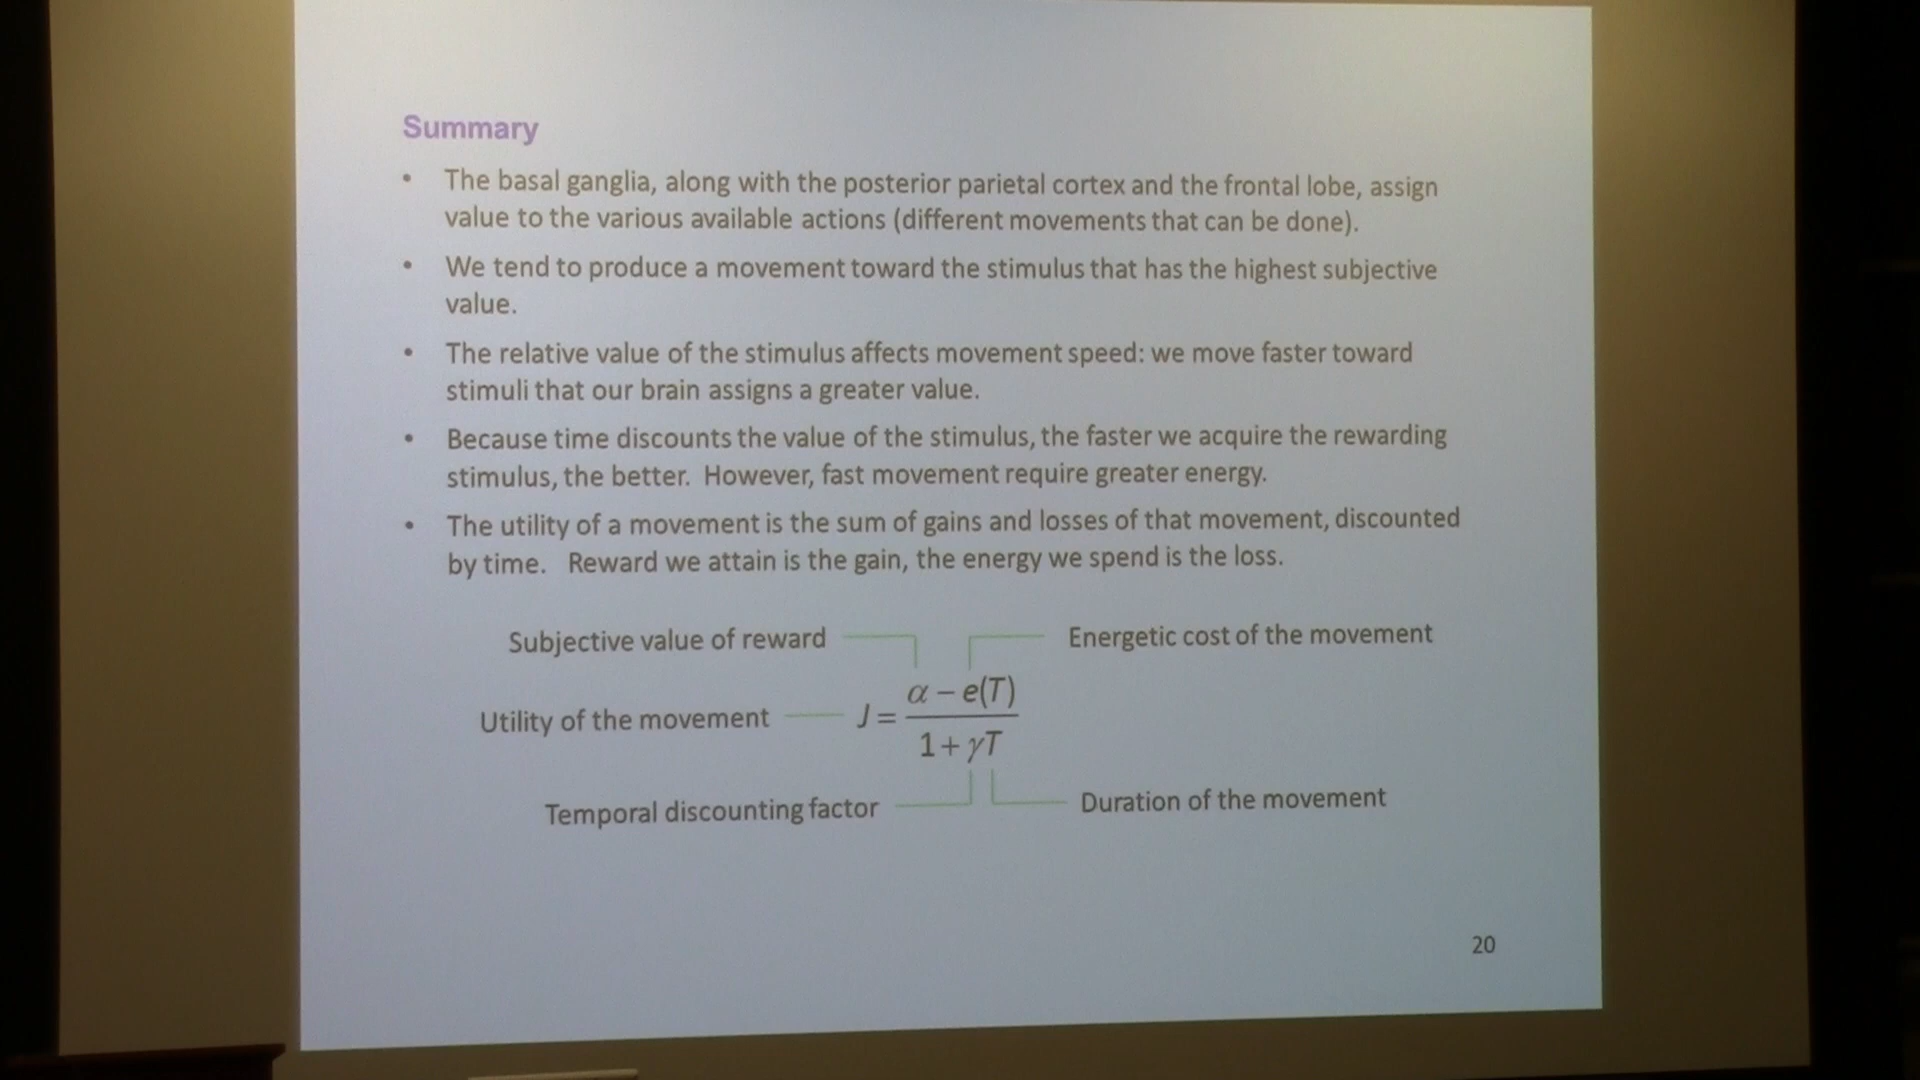 Summary
• The basal ganglia, along with the posterior parietal cortex and the frontal lobe, assign
value to the various available actions (different movements that can be done).
• We tend to produce a movement toward the stimulus that has the highest subjective
value.
• The relative value of the stimulus affects movement speed: we move faster toward
stimuli that our brain assigns a greater value.
• Because time discounts the value of the stimulus, the faster we acquire the rewarding
stimulus, the better. However, fast movement require greater energy.
• The utility of a movement is the sum of gains and losses of that movement, discounted
by time. Reward we attain is the gain, the energy we spend is the loss.
Subjective value of reward
Energetic cost of the movement
Utility of the movement
J = (α − e(T)) / (1 + γT)
Temporal discounting factor
Duration of the movement
20